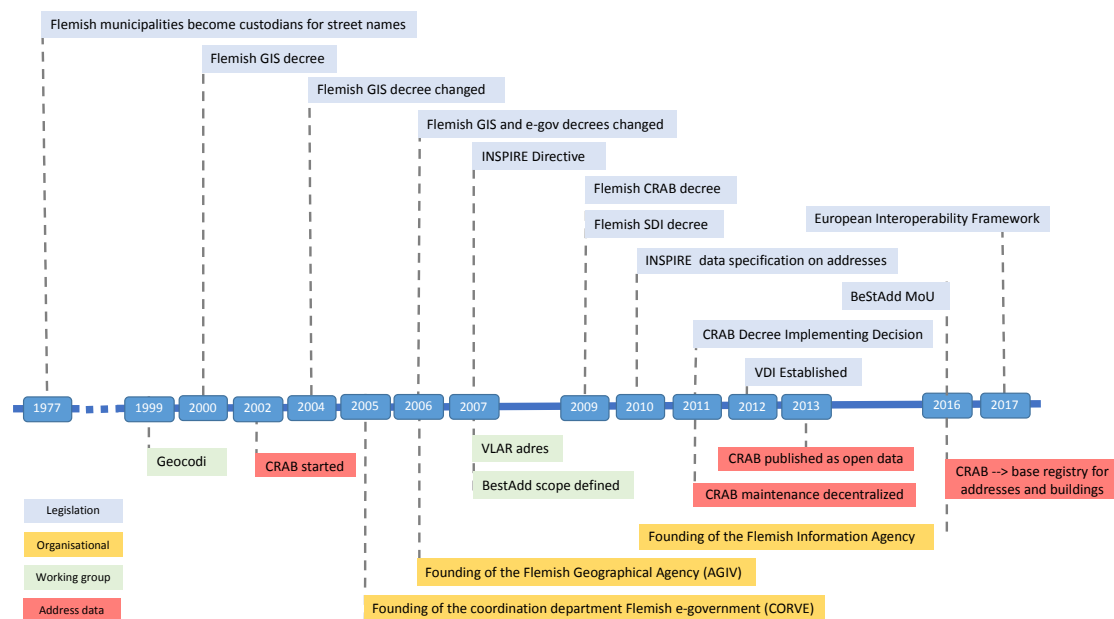 Flemish municipalities become custodians for street names
Flemish GIS decree
Flemish GIS decree changed
Flemish GIS and e-gov decrees changed
INSPIRE Directive
Flemish CRAB decree
Flemish SDI decree
European Interoperability Framework
INSPIRE data specification on addresses
BeStAdd MoU
CRAB Decree Implementing Decision
VDI Established
1977
1999
2000
2002
2004
2005
2006
2007
2009
2010
2011
2012
2013
2016
2017
Geocodi
CRAB started
VLAR adres
BestAdd scope defined
CRAB published as open data
CRAB maintenance decentralized
CRAB --> base registry for
addresses and buildings
Founding of the Flemish Information Agency
Founding of the Flemish Geographical Agency (AGIV)
Founding of the coordination department Flemish e-government (CORVE)
Legislation
Organisational
Working group
Address data